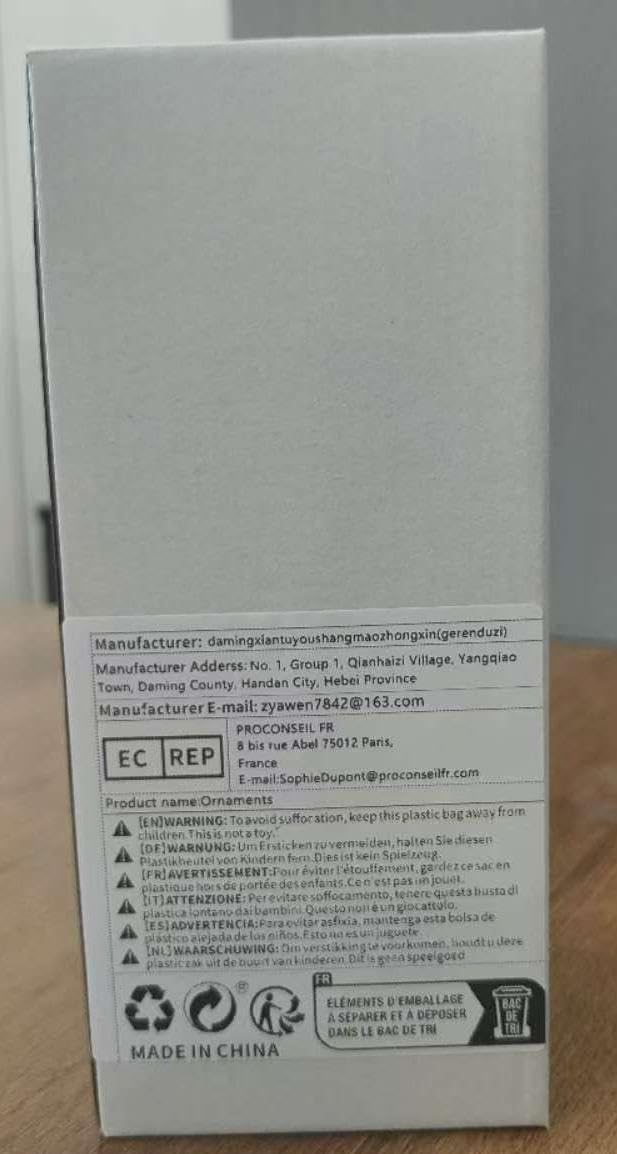 Manufacturer: damingxiantuyoushangmaozhongxin(gerenduzi)
Manufacturer Adderss: No. 1, Group 1, Qianhaizi Village, Yangqiao
Town, Daming County, Handan City, Hebei Province
Manufacturer E-mail: zyawen7842@163.com
EC REP
PROCONSEIL FR
8 bis rue Abel 75012 Paris,
France
E-mail:SophieDupont@proconseilfr.com
Product name:Ornaments
[EN]WARNING: To avoid sufforation, keep this plastic bag away from
children.This is not a toy.
[DE]WARNUNG: Um Ersticken zu vermeiden, halten Sie diesen
Plastikbeutel von Kindern fern.Dies ist kein Spielzeug.
[FR]AVERTISSEMENT:Pour éviter l'étouffement, gardez ce sac en
plastique hors de portée des enfants.Ce n'est pas un jouet.
[IT]ATTENZIONE: Per evitare soffocamento, tenere questa busta di
plastica lontano dai bambini.Questo non è un giocattolo.
[ES]ADVERTENCIA:Para evitar asfixia, mantenga esta bolsa de
plástico alejada de los niños.Esto no es un juguete.
[NL]WAARSCHUWING: Om verstikking te voorkomen, houdt u deze
plastic zak uit de buurt van kinderen.Dit is geen speelgoed
FR
ÉLÉMENTS D'EMBALLAGE
À SÉPARER ET À DÉPOSER
DANS LE BAC DE TRI
BAC
DE
TRI
MADE IN CHINA